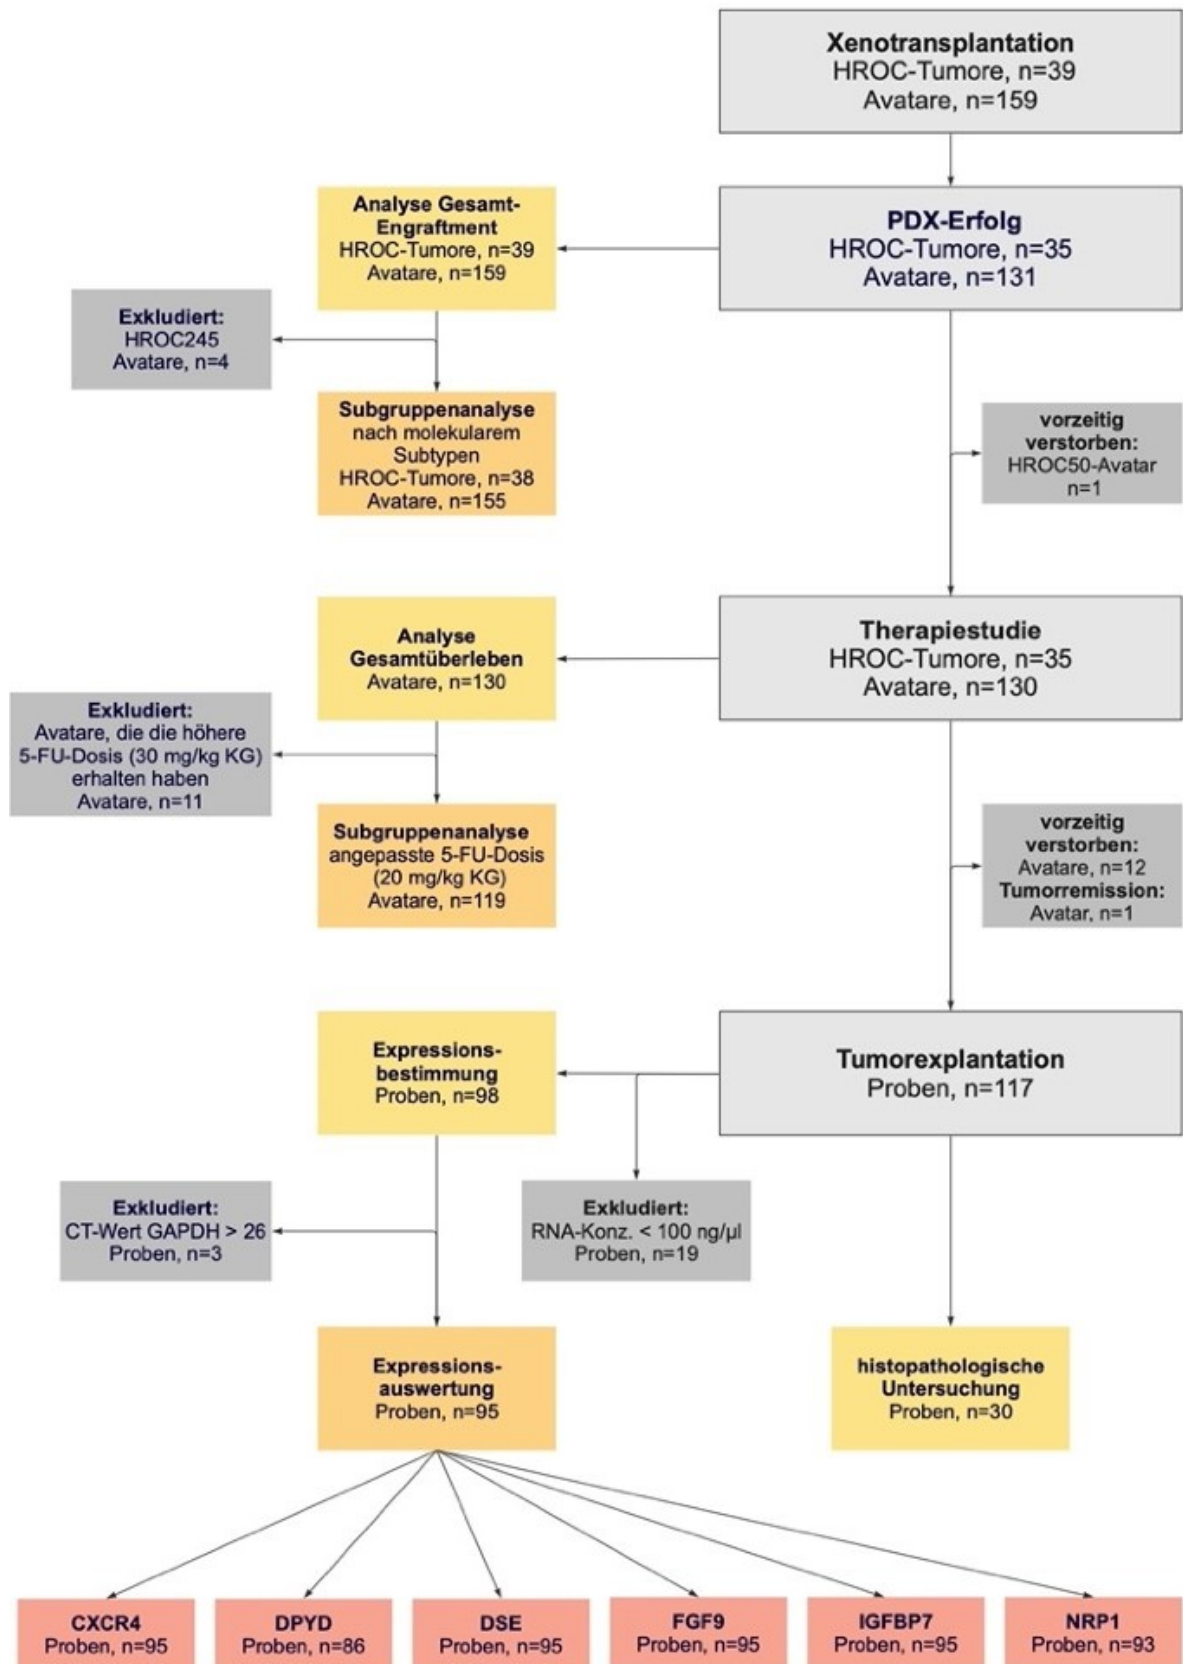 Xenotransplantation
HROC-Tumore, n=39
Avatare, n=159
PDX-Erfolg
HROC-Tumore, n=35
Avatare, n=131
Analyse Gesamt-
Engraftment
HROC-Tumore, n=39
Avatare, n=159
Exkludiert:
HROC245
Avatare, n=4
Subgruppenanalyse
nach molekularem
Subtypen
HROC-Tumore, n=38
Avatare, n=155
vorzeitig
verstorben:
HROC50-Avatar
n=1
Therapiestudie
HROC-Tumore, n=35
Avatare, n=130
Analyse
Gesamtüberleben
Avatare, n=130
Exkludiert:
Avatare, die die höhere
5-FU-Dosis (30 mg/kg KG)
erhalten haben
Avatare, n=11
Subgruppenanalyse
angepasste 5-FU-Dosis
(20 mg/kg KG)
Avatare, n=119
vorzeitig
verstorben:
Avatare, n=12
Tumorremission:
Avatar, n=1
Tumorexplantation
Proben, n=117
Expressions-
bestimmung
Proben, n=98
Exkludiert:
CT-Wert GAPDH > 26
Proben, n=3
Exkludiert:
RNA-Konz. < 100 ng/µl
Proben, n=19
Expressions-
auswertung
Proben, n=95
histopathologische
Untersuchung
Proben, n=30
CXCR4
Proben, n=95
DPYD
Proben, n=86
DSE
Proben, n=95
FGF9
Proben, n=95
IGFBP7
Proben, n=95
NRP1
Proben, n=93